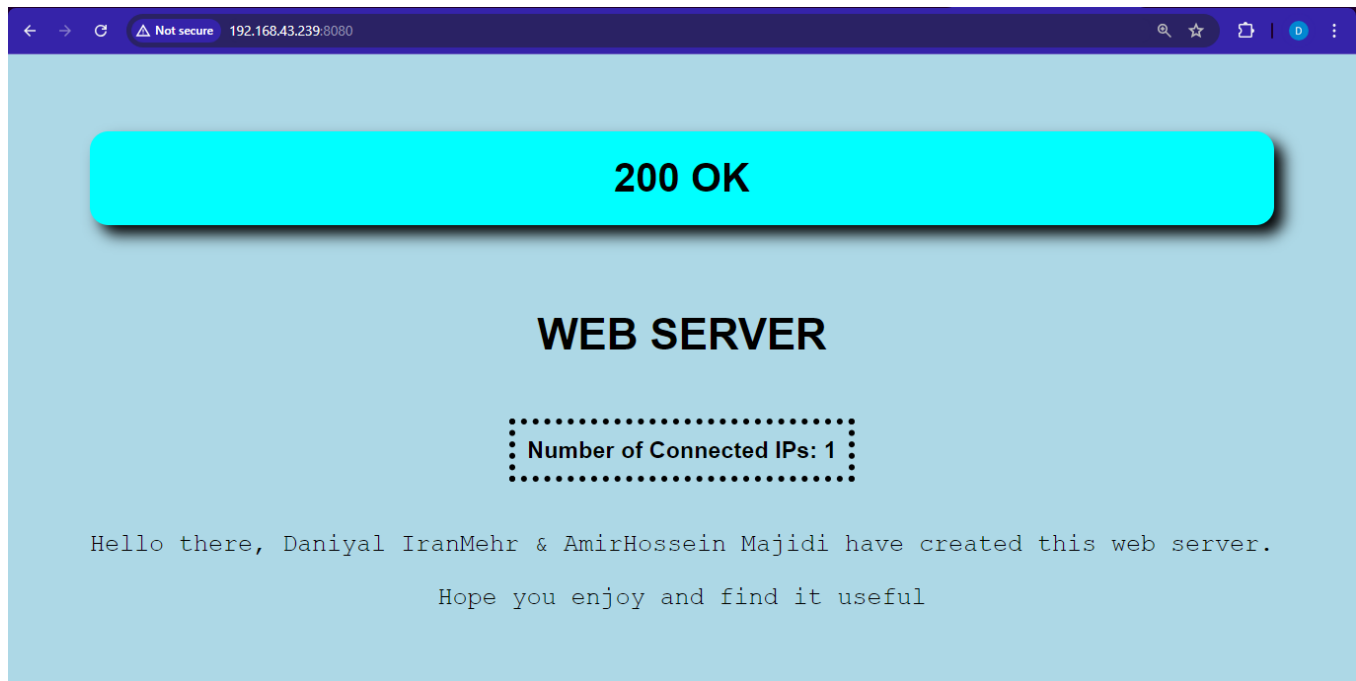 Not secure 192.168.43.239:8080
D
200 OK
WEB SERVER
Number of Connected IPs: 1
Hello there, Daniyal IranMehr & AmirHossein Majidi have created this web server.
Hope you enjoy and find it useful